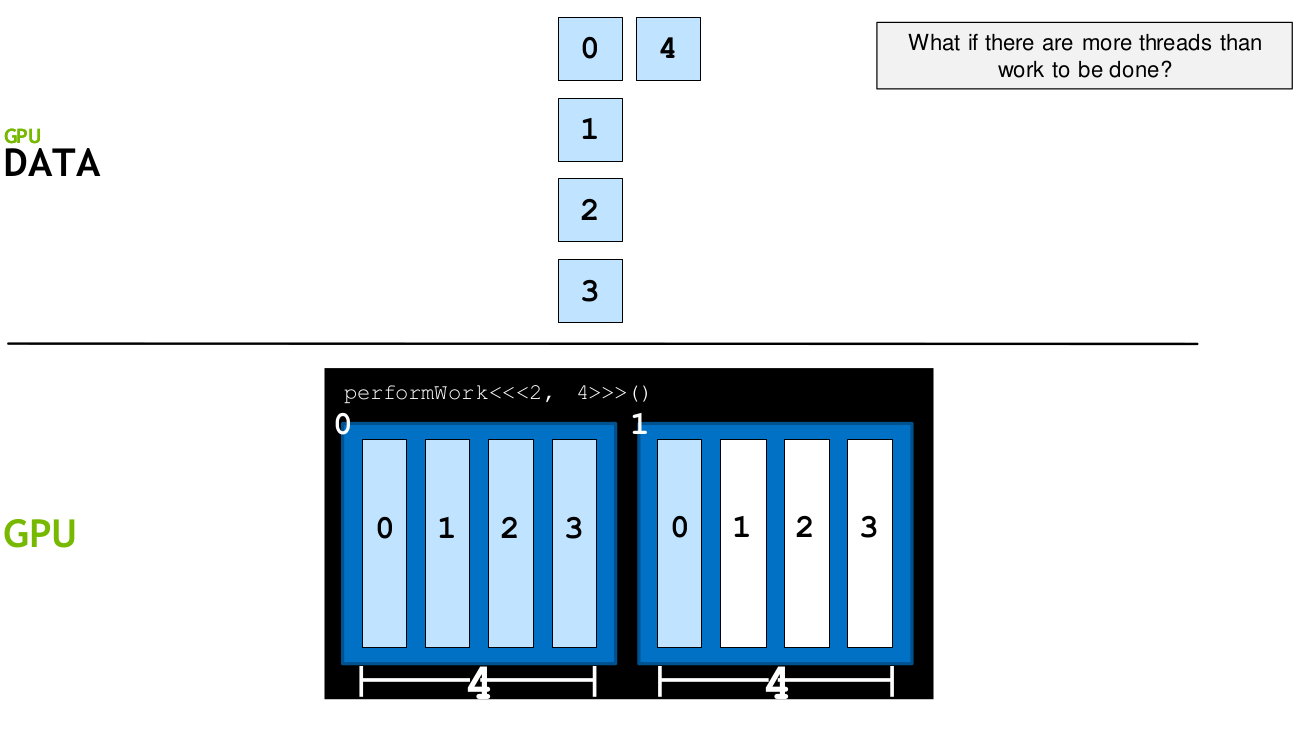 0 4
What if there are more threads than
work to be done?
1
GPU
DATA
2
3
performWork<<<2, 4>>>()
0 1
0 1 2 3 0 1 2 3
GPU
4 4